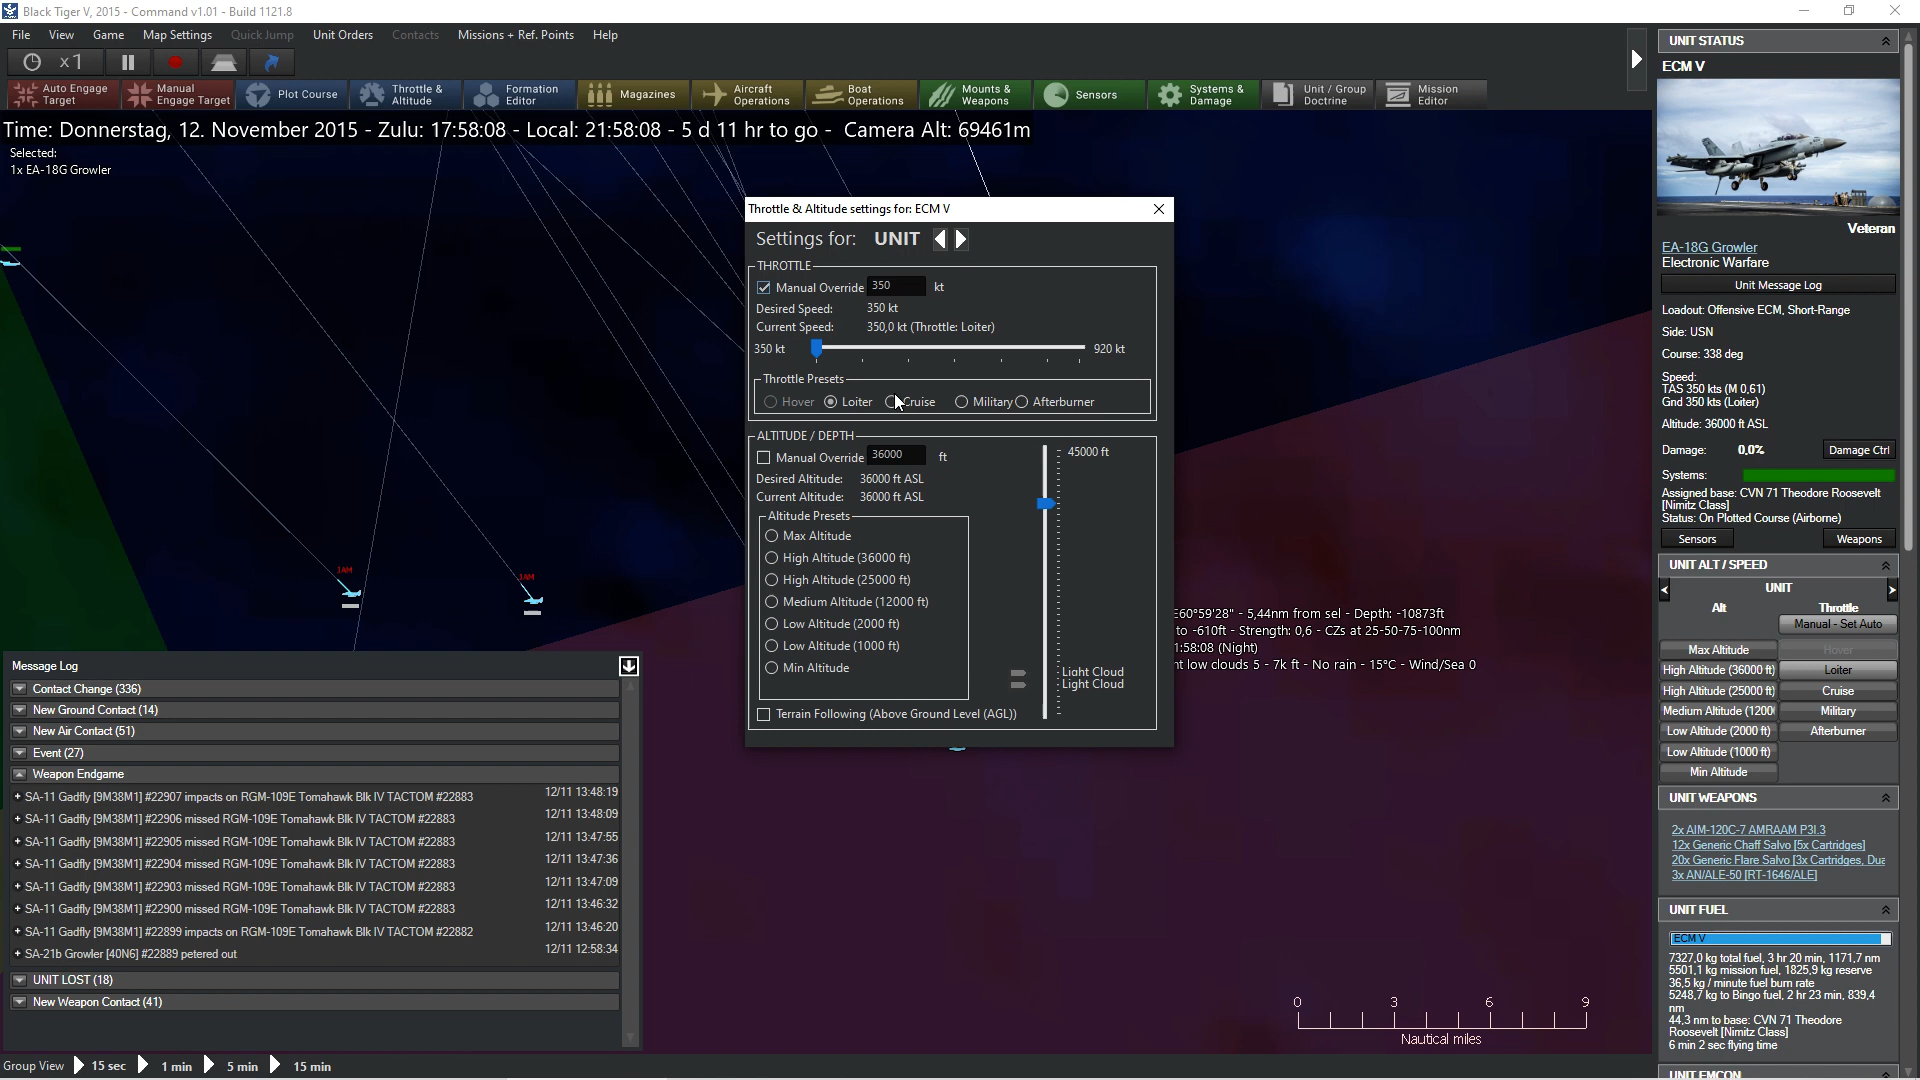 Black Tiger V, 2015 - Command v1.01 - Build 1121.8
File View Game Map Settings Quick Jump Unit Orders Contacts Missions + Ref. Points Help
x1
Auto Engage Target
Manual Engage Target
Plot Course
Throttle & Altitude
Formation Editor
Magazines
Aircraft Operations
Boat Operations
Mounts & Weapons
Sensors
Systems & Damage
Unit / Group Doctrine
Mission Editor
Time: Donnerstag, 12. November 2015 - Zulu: 17:58:08 - Local: 21:58:08 - 5 d 11 hr to go - Camera Alt: 69461m
Selected:
1x EA-18G Growler
JAM
JAM
Throttle & Altitude settings for: ECM V
Settings for: UNIT
THROTTLE
Manual Override 350 kt
Desired Speed: 350 kt
Current Speed: 350,0 kt (Throttle: Loiter)
350 kt 920 kt
Throttle Presets
Hover Loiter Cruise Military Afterburner
ALTITUDE / DEPTH
Manual Override 36000 ft
45000 ft
Desired Altitude: 36000 ft ASL
Current Altitude: 36000 ft ASL
Altitude Presets
Max Altitude
High Altitude (36000 ft)
High Altitude (25000 ft)
Medium Altitude (12000 ft)
Low Altitude (2000 ft)
Low Altitude (1000 ft)
Min Altitude
Light Cloud
Light Cloud
Terrain Following (Above Ground Level (AGL))
E60°59'28" - 5,44nm from sel - Depth: -10873ft
to -610ft - Strength: 0,6 - CZs at 25-50-75-100nm
1:58:08 (Night)
ht low clouds 5 - 7k ft - No rain - 15°C - Wind/Sea 0
Message Log
Contact Change (336)
New Ground Contact (14)
New Air Contact (51)
Event (27)
Weapon Endgame
+ SA-11 Gadfly [9M38M1] #22907 impacts on RGM-109E Tomahawk Blk IV TACTOM #22883 12/11 13:48:19
+ SA-11 Gadfly [9M38M1] #22906 missed RGM-109E Tomahawk Blk IV TACTOM #22883 12/11 13:48:09
+ SA-11 Gadfly [9M38M1] #22905 missed RGM-109E Tomahawk Blk IV TACTOM #22883 12/11 13:47:55
+ SA-11 Gadfly [9M38M1] #22904 missed RGM-109E Tomahawk Blk IV TACTOM #22883 12/11 13:47:36
+ SA-11 Gadfly [9M38M1] #22903 missed RGM-109E Tomahawk Blk IV TACTOM #22883 12/11 13:47:09
+ SA-11 Gadfly [9M38M1] #22900 missed RGM-109E Tomahawk Blk IV TACTOM #22883 12/11 13:46:32
+ SA-11 Gadfly [9M38M1] #22899 impacts on RGM-109E Tomahawk Blk IV TACTOM #22882 12/11 13:46:20
+ SA-21b Growler [40N6] #22889 petered out 12/11 12:58:34
UNIT LOST (18)
New Weapon Contact (41)
Group View 15 sec 1 min 5 min 15 min
0 3 6 9
Nautical miles
UNIT STATUS
ECM V
Veteran
EA-18G Growler
Electronic Warfare
Unit Message Log
Loadout: Offensive ECM, Short-Range
Side: USN
Course: 338 deg
Speed:
TAS 350 kts (M 0,61)
Gnd 350 kts (Loiter)
Altitude: 36000 ft ASL
Damage: 0,0% Damage Ctrl
Systems:
Assigned base: CVN 71 Theodore Roosevelt
[Nimitz Class]
Status: On Plotted Course (Airborne)
Sensors Weapons
UNIT ALT / SPEED
UNIT
Alt Throttle
Manual - Set Auto
Max Altitude Hover
High Altitude (36000 ft) Loiter
High Altitude (25000 ft) Cruise
Medium Altitude (1200 Military
Low Altitude (2000 ft) Afterburner
Low Altitude (1000 ft)
Min Altitude
UNIT WEAPONS
2x AIM-120C-7 AMRAAM P3I.3
12x Generic Chaff Salvo [5x Cartridges]
20x Generic Flare Salvo [3x Cartridges, Dua
3x AN/ALE-50 [RT-1646/ALE]
UNIT FUEL
ECM V
7327,0 kg total fuel, 3 hr 20 min, 1171,7 nm
5501,1 kg mission fuel, 1825,9 kg reserve
36,5 kg / minute fuel burn rate
5248,7 kg to Bingo fuel, 2 hr 23 min, 839,4
nm
44,3 nm to base: CVN 71 Theodore
Roosevelt [Nimitz Class]
6 min 2 sec flying time
UNIT EMCON